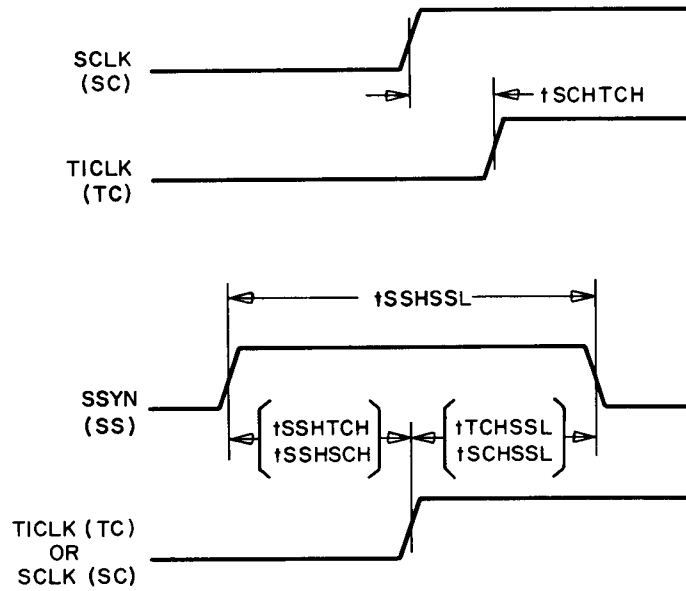 SCLK
(SC)
tSCHTCH
TICLK
(TC)
tSSHSSL
SSYN
(SS)
tSSHTCH
tSSHSCH
tTCHSSL
tSCHSSL
TICLK (TC)
OR
SCLK (SC)